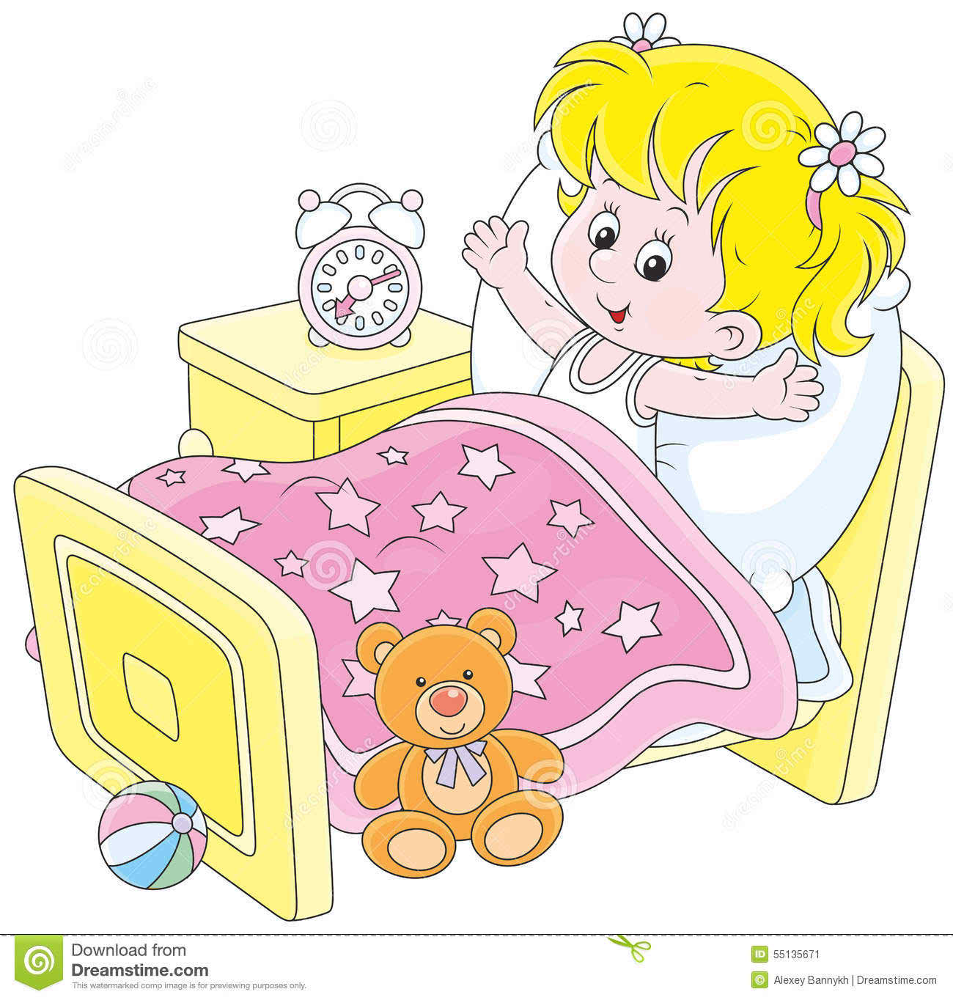 Download from
Dreamstime.com
This watermarked comp image is for previewing purposes only.
ID 55135671
© Alexey Bannykh | Dreamstime.com